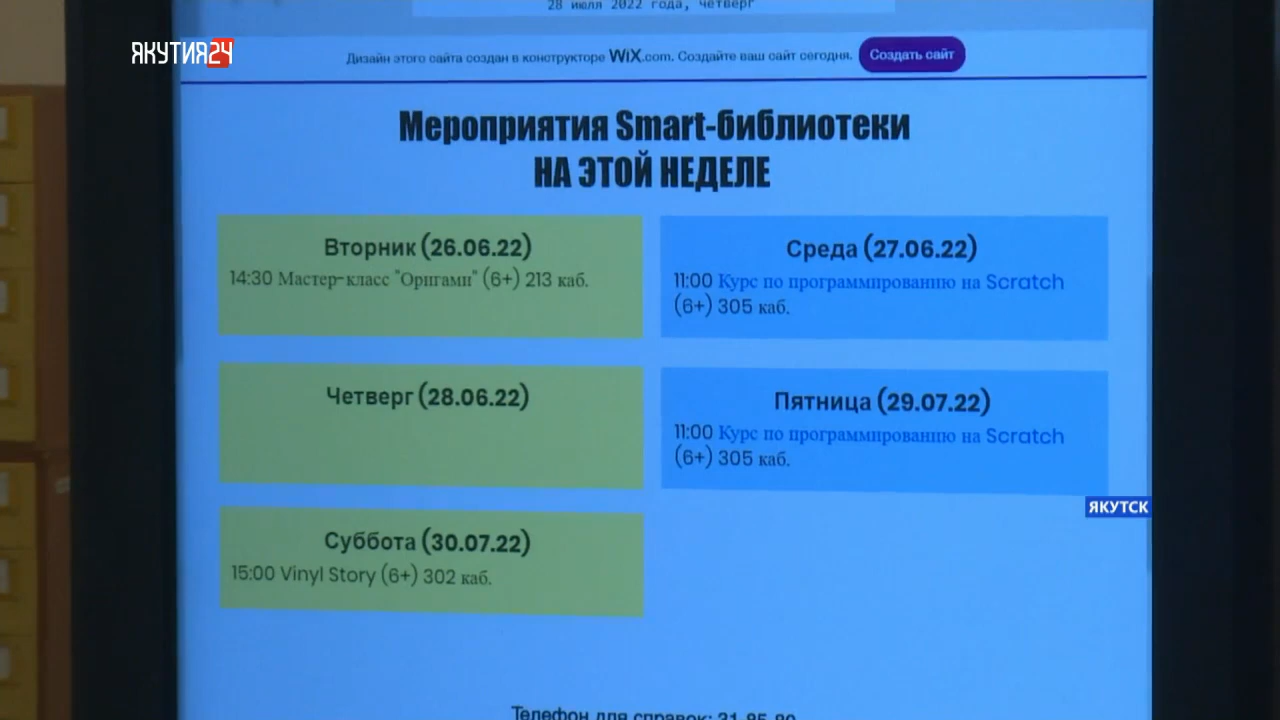 28 июля 2022 года, четверг
ЯКУТИЯ24
Дизайн этого сайта создан в конструкторе WiX.com. Создайте ваш сайт сегодня. Создать сайт
Мероприятия Smart-библиотеки
НА ЭТОЙ НЕДЕЛЕ
Вторник (26.06.22)
14:30 Мастер-класс "Оригами" (6+) 213 каб.
Среда (27.06.22)
11:00 Курс по программированию на Scratch
(6+) 305 каб.
Четверг (28.06.22)
Пятница (29.07.22)
11:00 Курс по программированию на Scratch
(6+) 305 каб.
ЯКУТСК
Суббота (30.07.22)
15:00 Vinyl Story (6+) 302 каб.
Телефон для справок: